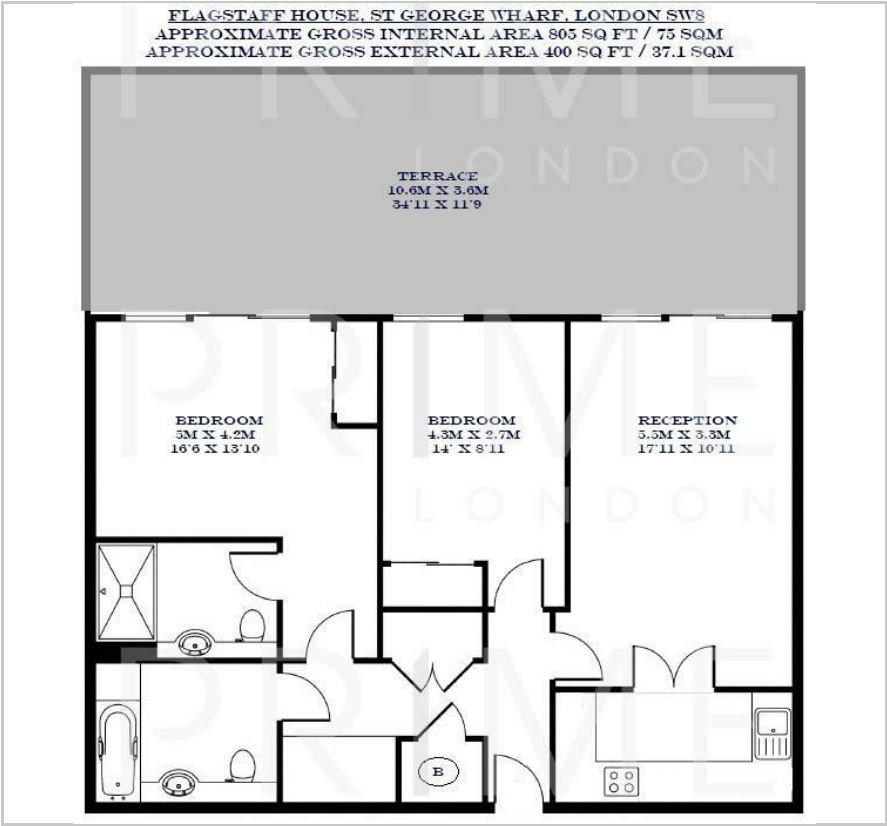 FLAGSTAFF HOUSE, ST GEORGE WHARF, LONDON SW8
APPROXIMATE GROSS INTERNAL AREA 805 SQ FT / 75 SQM
APPROXIMATE GROSS EXTERNAL AREA 400 SQ FT / 37.1 SQM
PRIME
LONDON
TERRACE
10.6M X 3.6M
34'11 X 11'9
PRIME
LONDON
BEDROOM
5M X 4.2M
16'6 X 13'10
BEDROOM
4.3M X 2.7M
14' X 8'11
RECEPTION
5.5M X 3.3M
17'11 X 10'11
PRIME
B